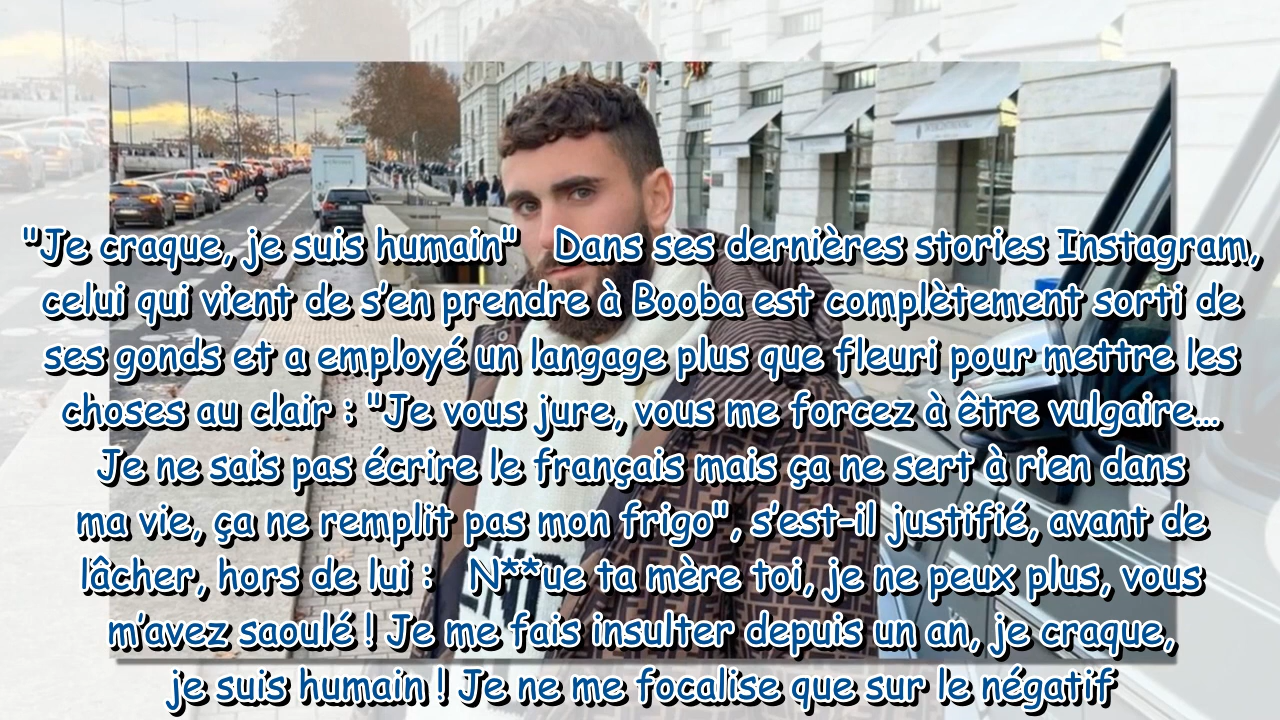 "Je craque, je suis humain" Dans ses dernières stories Instagram,
celui qui vient de s'en prendre à Booba est complètement sorti de
ses gonds et a employé un langage plus que fleuri pour mettre les
choses au clair : "Je vous jure, vous me forcez à être vulgaire...
Je ne sais pas écrire le français mais ça ne sert à rien dans
ma vie, ça ne remplit pas mon frigo", s'est-il justifié, avant de
lâcher, hors de lui : N**ue ta mère toi, je ne peux plus, vous
m'avez saoulé ! Je me fais insulter depuis un an, je craque,
je suis humain ! Je ne me focalise que sur le négatif